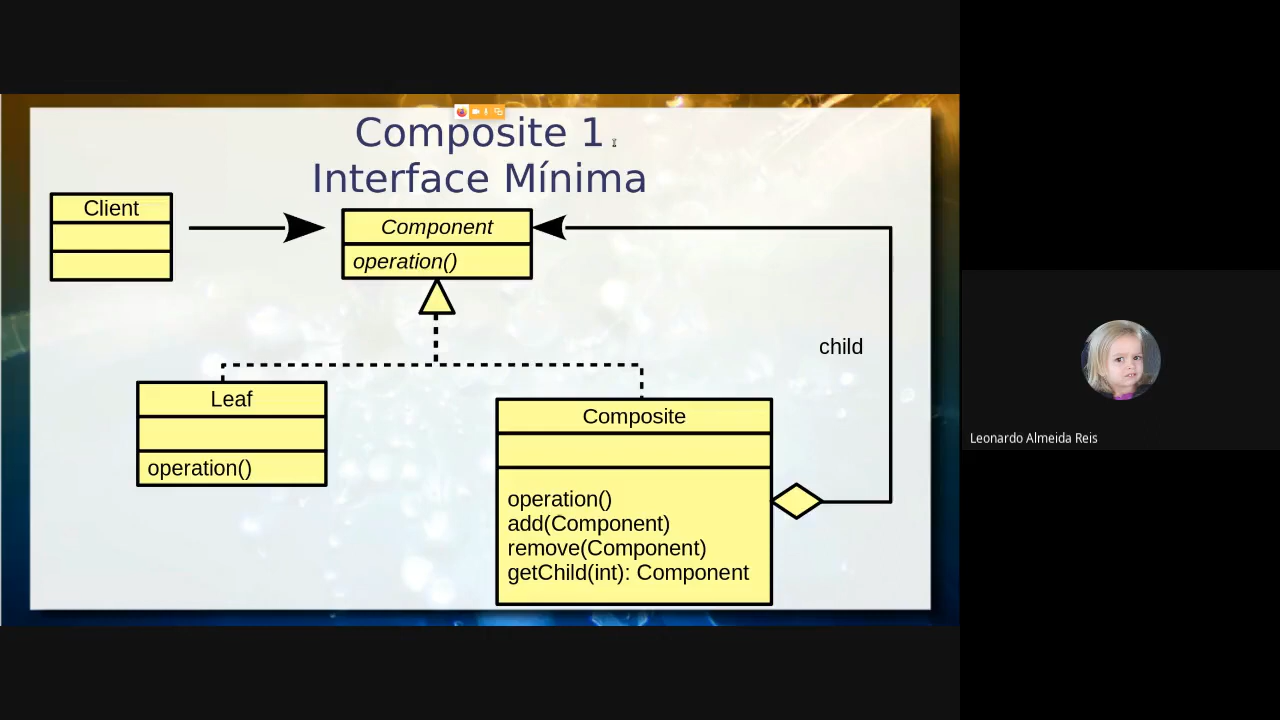 Composite 1
Interface Mínima
Client
Component
operation()
child
Leaf
operation()
Composite
operation()
add(Component)
remove(Component)
getChild(int): Component
Leonardo Almeida Reis